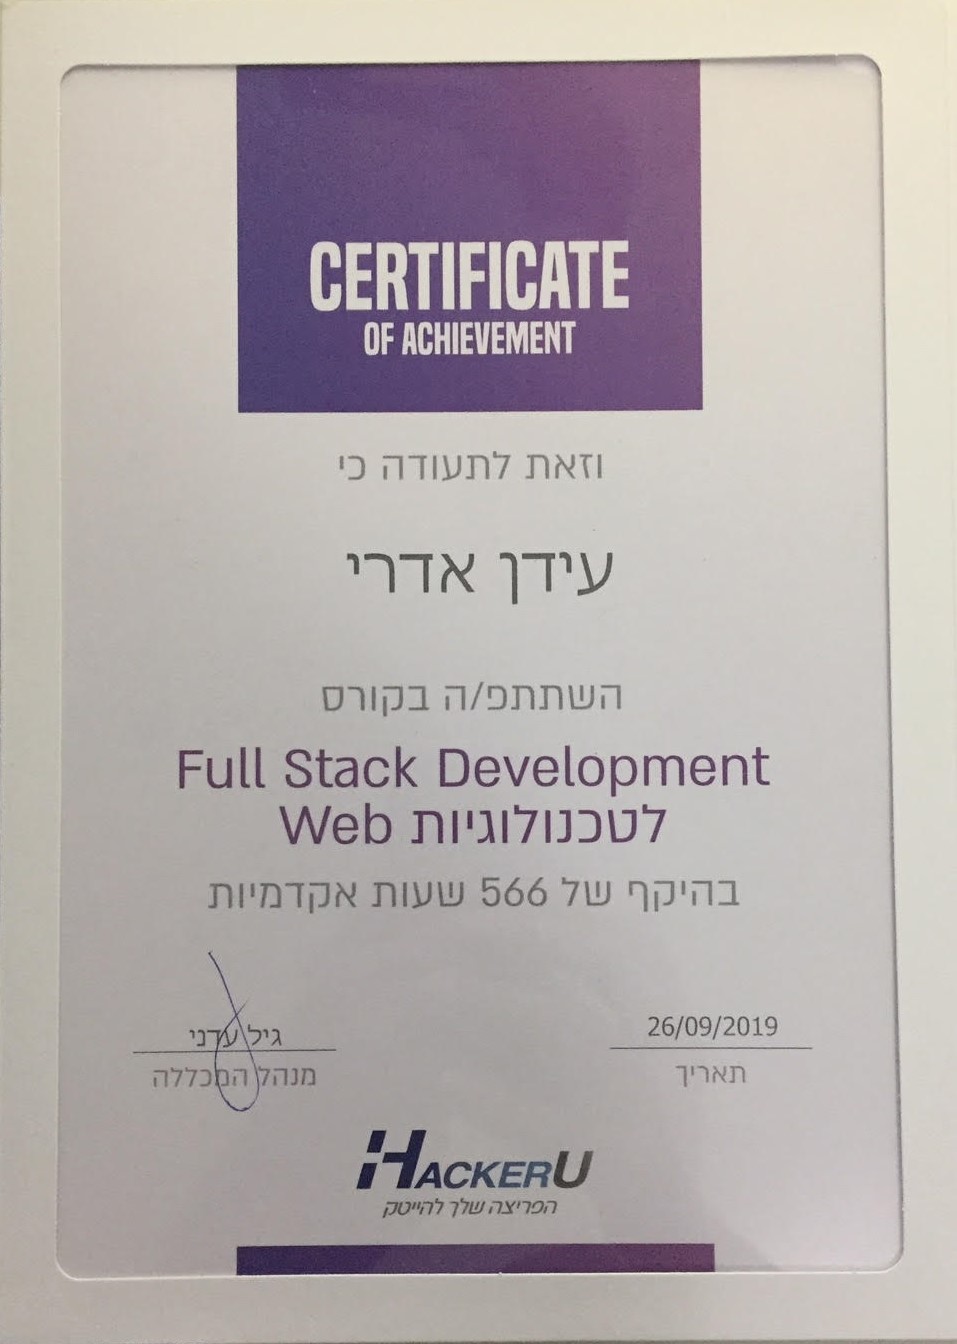 CERTIFICATE
OF ACHIEVEMENT
וזאת לתעודה כי
עידן אדרי
השתתפ/ה בקורס
Full Stack Development
לטכנולוגיות Web
בהיקף של 566 שעות אקדמיות
26/09/2019
תאריך
גיל עדני
מנהל המכללה
HACKERU
הפריצה שלך להייטק